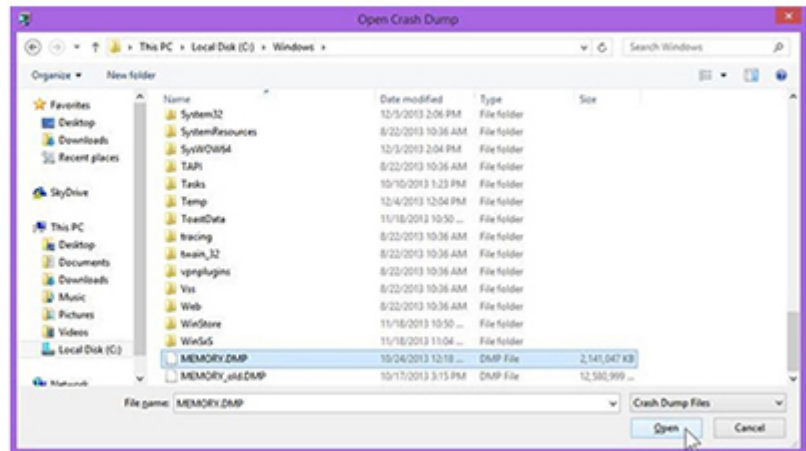 Open Crash Dump
This PC Local Disk (C:) Windows Search Windows
Organize New folder
Favorites
Desktop
Downloads
Recent places
SkyDrive
This PC
Desktop
Documents
Downloads
Music
Pictures
Videos
Local Disk (C:)
Network
Name Date modified Type Size
System32 12/3/2013 2:06 PM File folder
SystemResources 8/22/2013 10:36 AM File folder
SysWOW64 12/3/2013 2:04 PM File folder
TAPI 8/22/2013 10:36 AM File folder
Tasks 10/10/2013 1:23 PM File folder
Temp 12/4/2013 12:04 PM File folder
ToastData 11/18/2013 10:50 ... File folder
tracing 8/22/2013 10:36 AM File folder
twain_32 8/22/2013 10:36 AM File folder
vpnplugins 8/22/2013 10:36 AM File folder
Vss 8/22/2013 10:36 AM File folder
Web 8/22/2013 10:36 AM File folder
WinStore 11/18/2013 10:50 ... File folder
WinSxS 11/18/2013 11:04 ... File folder
MEMORY.DMP 10/24/2013 12:18 ... DMP File 2,141,047 KB
MEMORY_old.DMP 10/17/2013 3:15 PM DMP File 12,580,999 ...
File name: MEMORY.DMP Crash Dump Files
Open Cancel